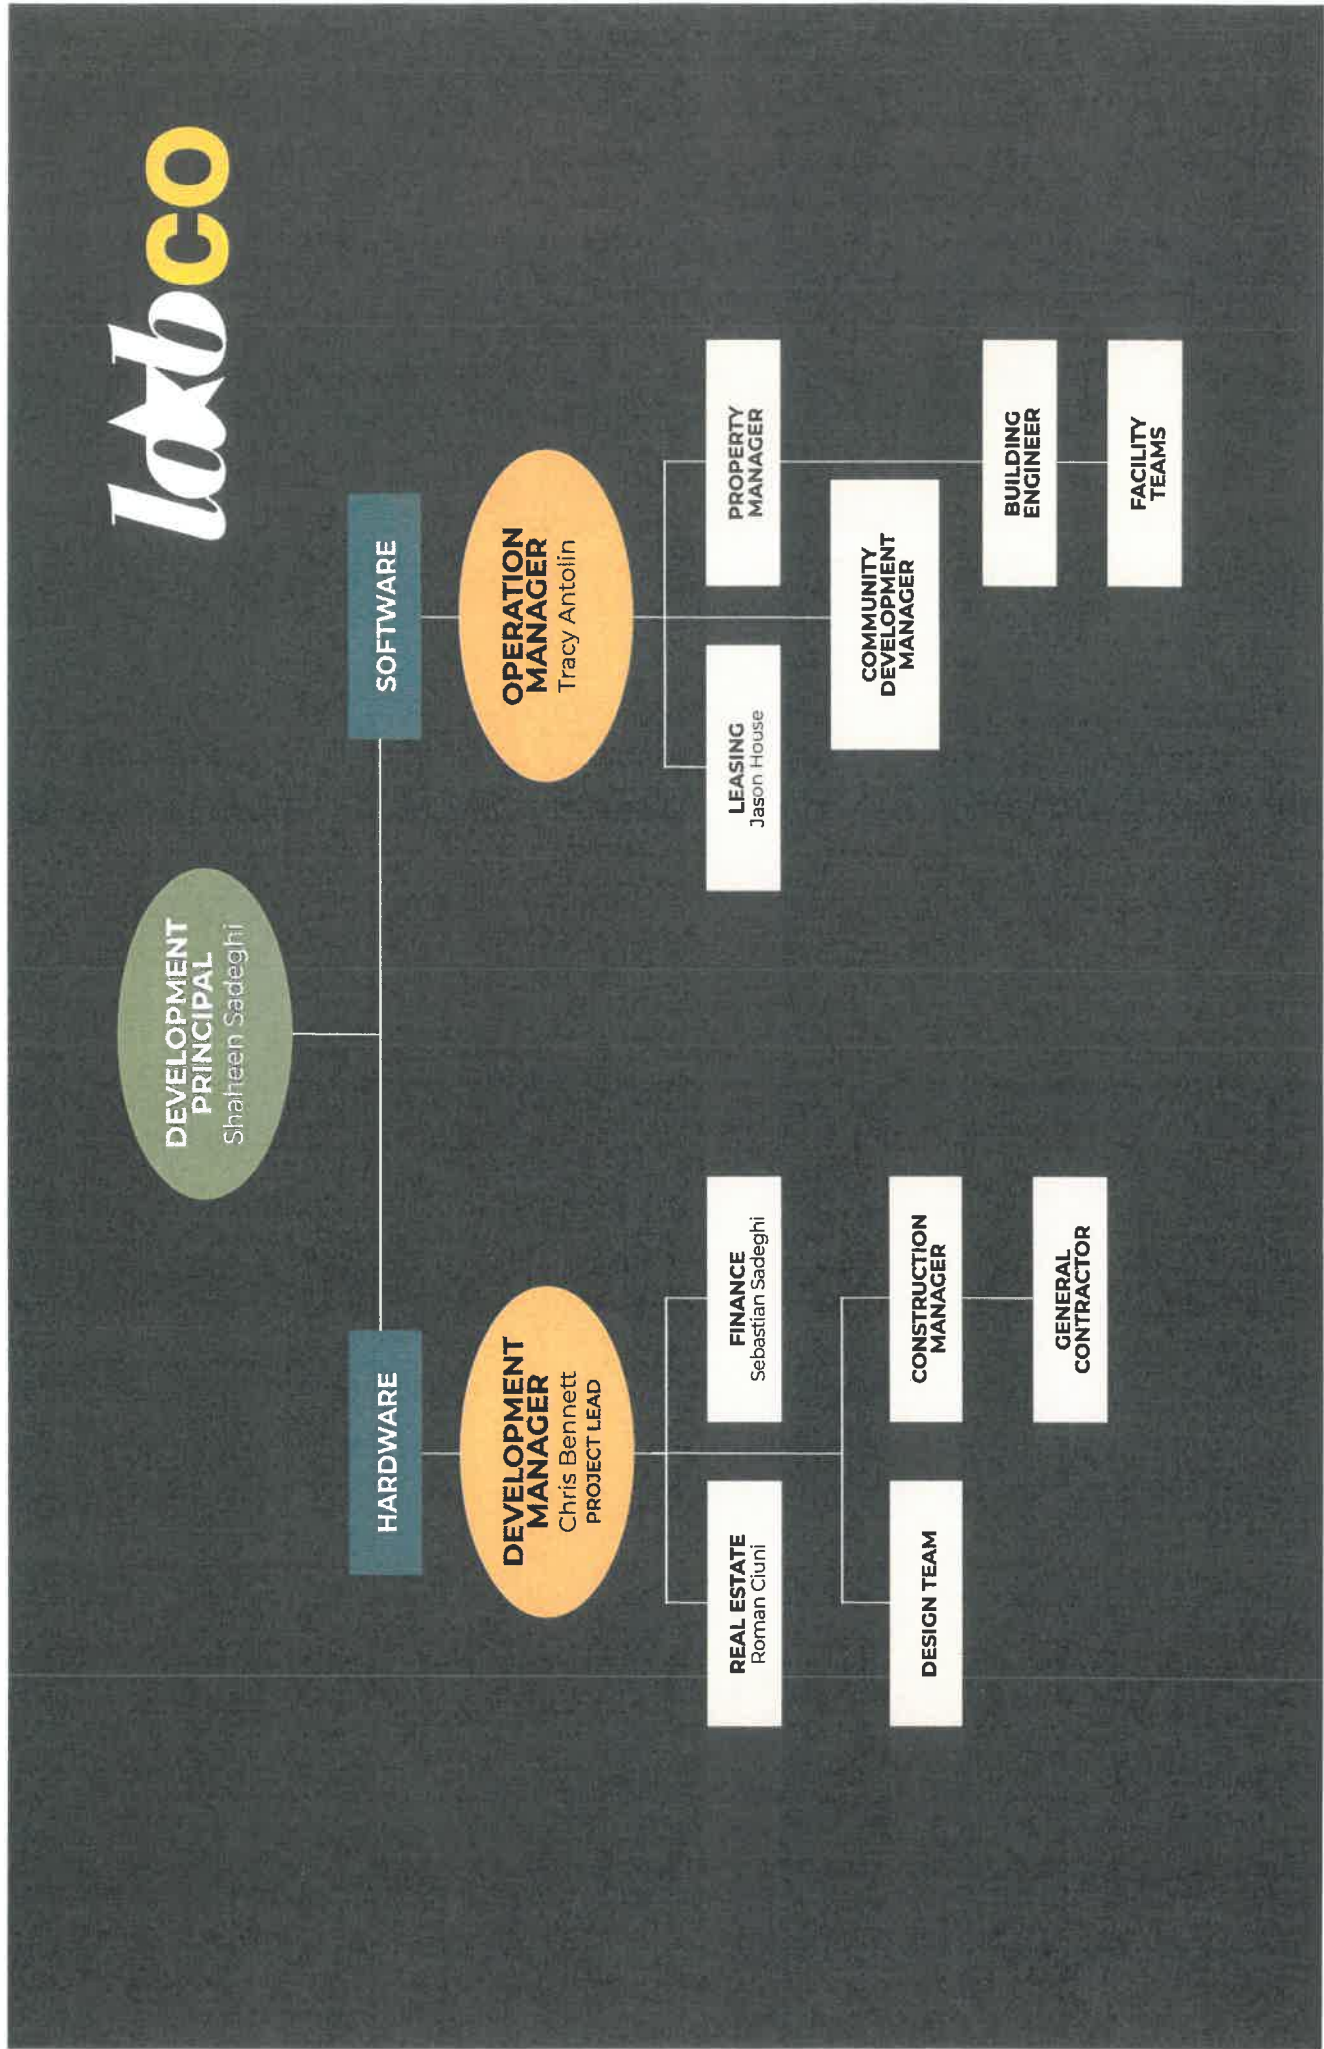 labco
DEVELOPMENT
PRINCIPAL
Shaheen Sadeghi
HARDWARE
SOFTWARE
DEVELOPMENT
MANAGER
Chris Bennett
PROJECT LEAD
OPERATION
MANAGER
Tracy Antolin
REAL ESTATE
Roman Ciuni
FINANCE
Sebastian Sadeghi
LEASING
Jason House
PROPERTY
MANAGER
COMMUNITY
DEVELOPMENT
MANAGER
DESIGN TEAM
CONSTRUCTION
MANAGER
BUILDING
ENGINEER
GENERAL
CONTRACTOR
FACILITY
TEAMS